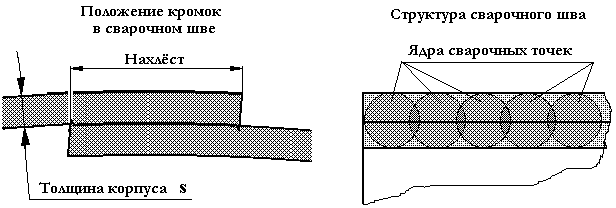 Положение кромок
в сварочном шве
Нахлёст
Толщина корпуса S
Структура сварочного шва
Ядра сварочных точек